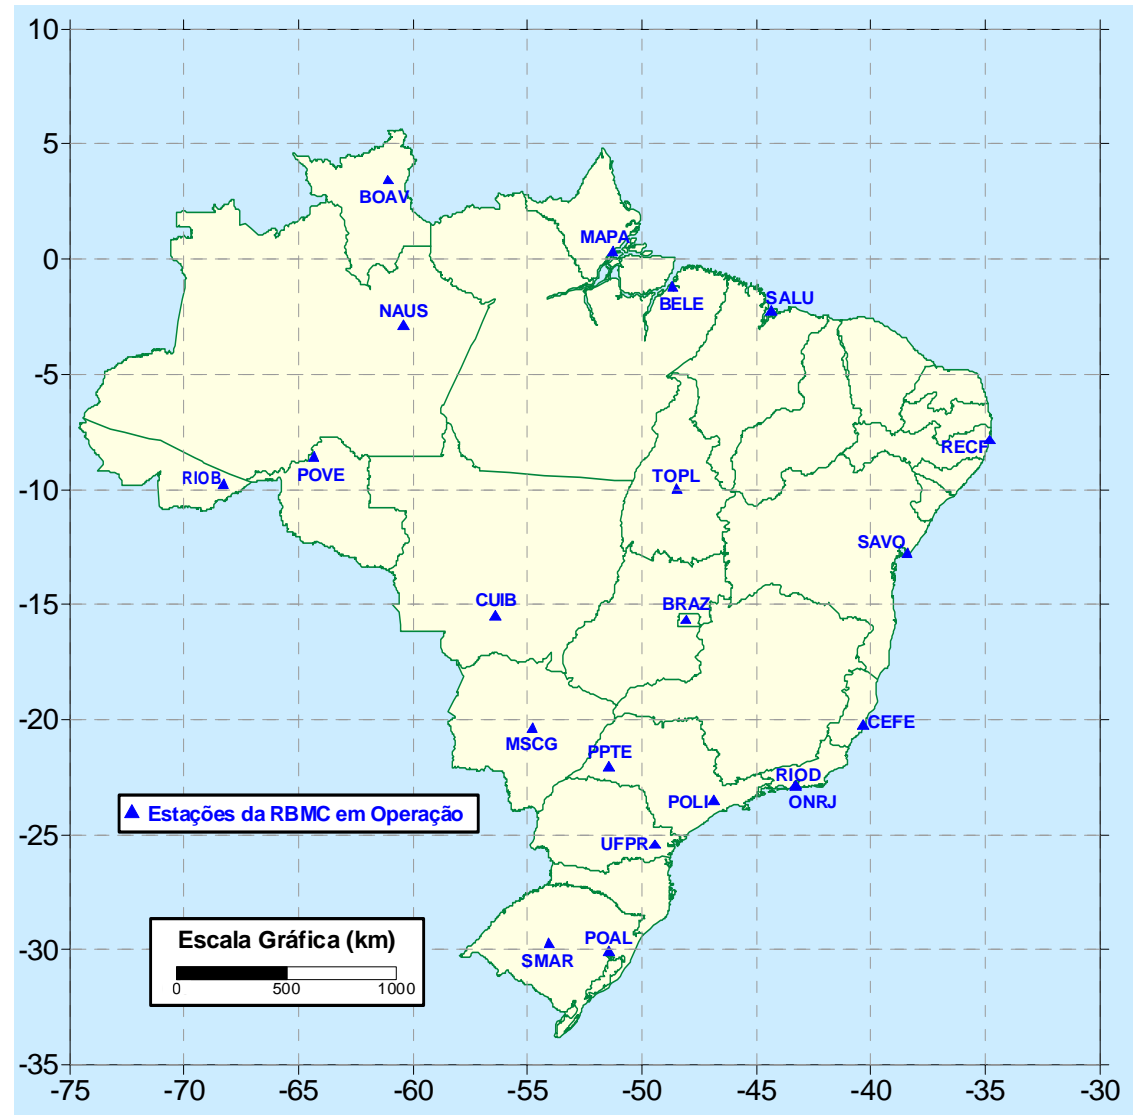 10
5
BOAV
MAPA
0
BELE
SALU
NAUS
-5
RECF
RIOB
POVE
TOPL
-10
SAVO
CUIB
BRAZ
-15
-20
CEFE
MSCG
PPTE
RIOD
POLI
ONRJ
Estações da RBMC em Operação
-25
UFPR
Escala Gráfica (km)
0 500 1000
POAL
SMAR
-30
-35
-75 -70 -65 -60 -55 -50 -45 -40 -35 -30